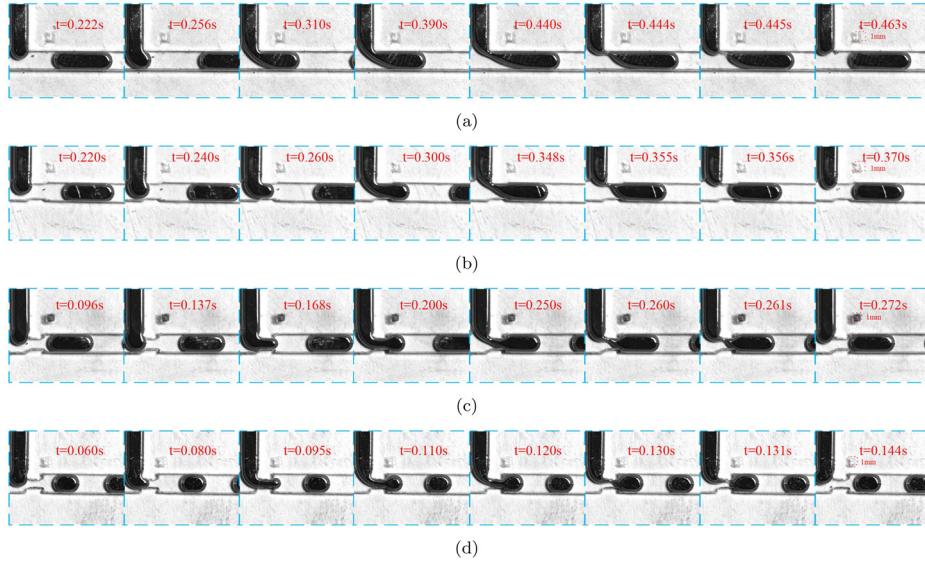 t=0.222s t=0.256s t=0.310s t=0.390s t=0.440s t=0.444s t=0.445s t=0.463s
1mm
(a)
t=0.220s t=0.240s t=0.260s t=0.300s t=0.348s t=0.355s t=0.356s t=0.370s
1mm
(b)
t=0.096s t=0.137s t=0.168s t=0.200s t=0.250s t=0.260s t=0.261s t=0.272s
1mm
(c)
t=0.060s t=0.080s t=0.095s t=0.110s t=0.120s t=0.130s t=0.131s t=0.144s
1mm
(d)